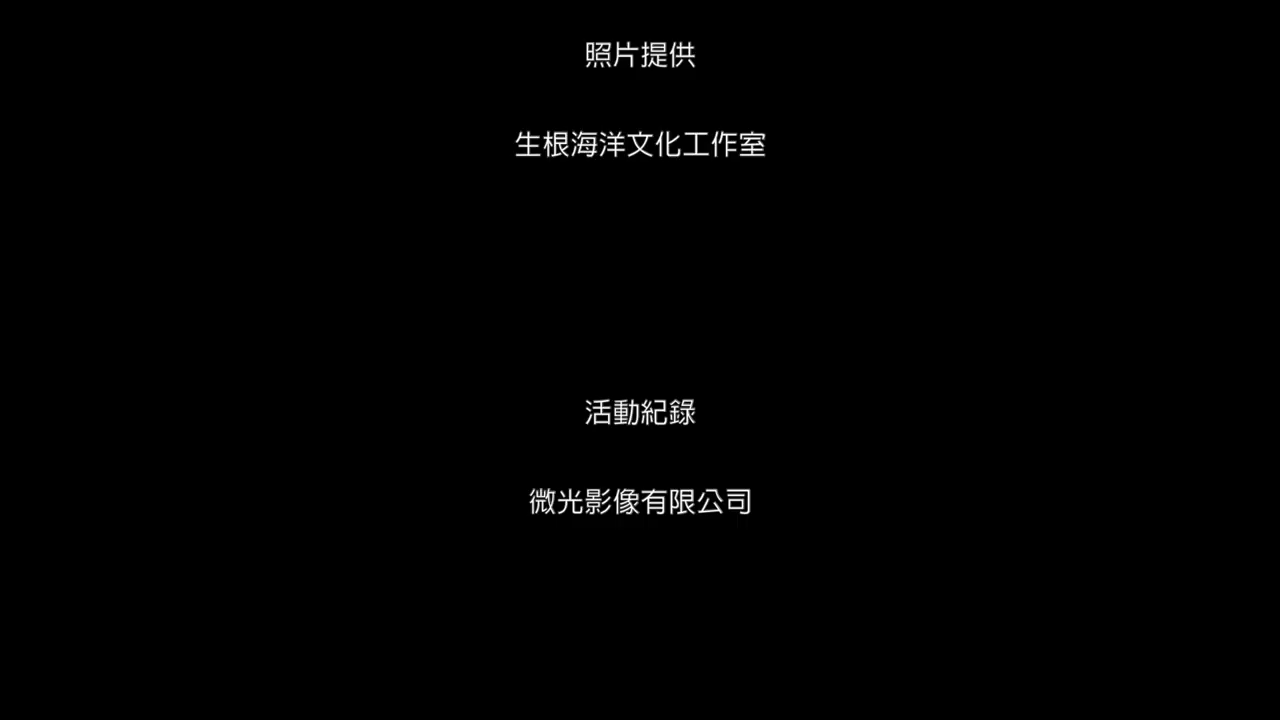 照片提供
生根海洋文化工作室
活動紀錄
微光影像有限公司